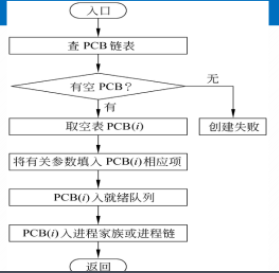 入口
查 PCB 链表
有空 PCB？
无
有
取空表 PCB(i)
创建失败
将有关参数填入 PCB(i)相应项
PCB(i)入就绪队列
PCB(i)入进程家族或进程链
返回